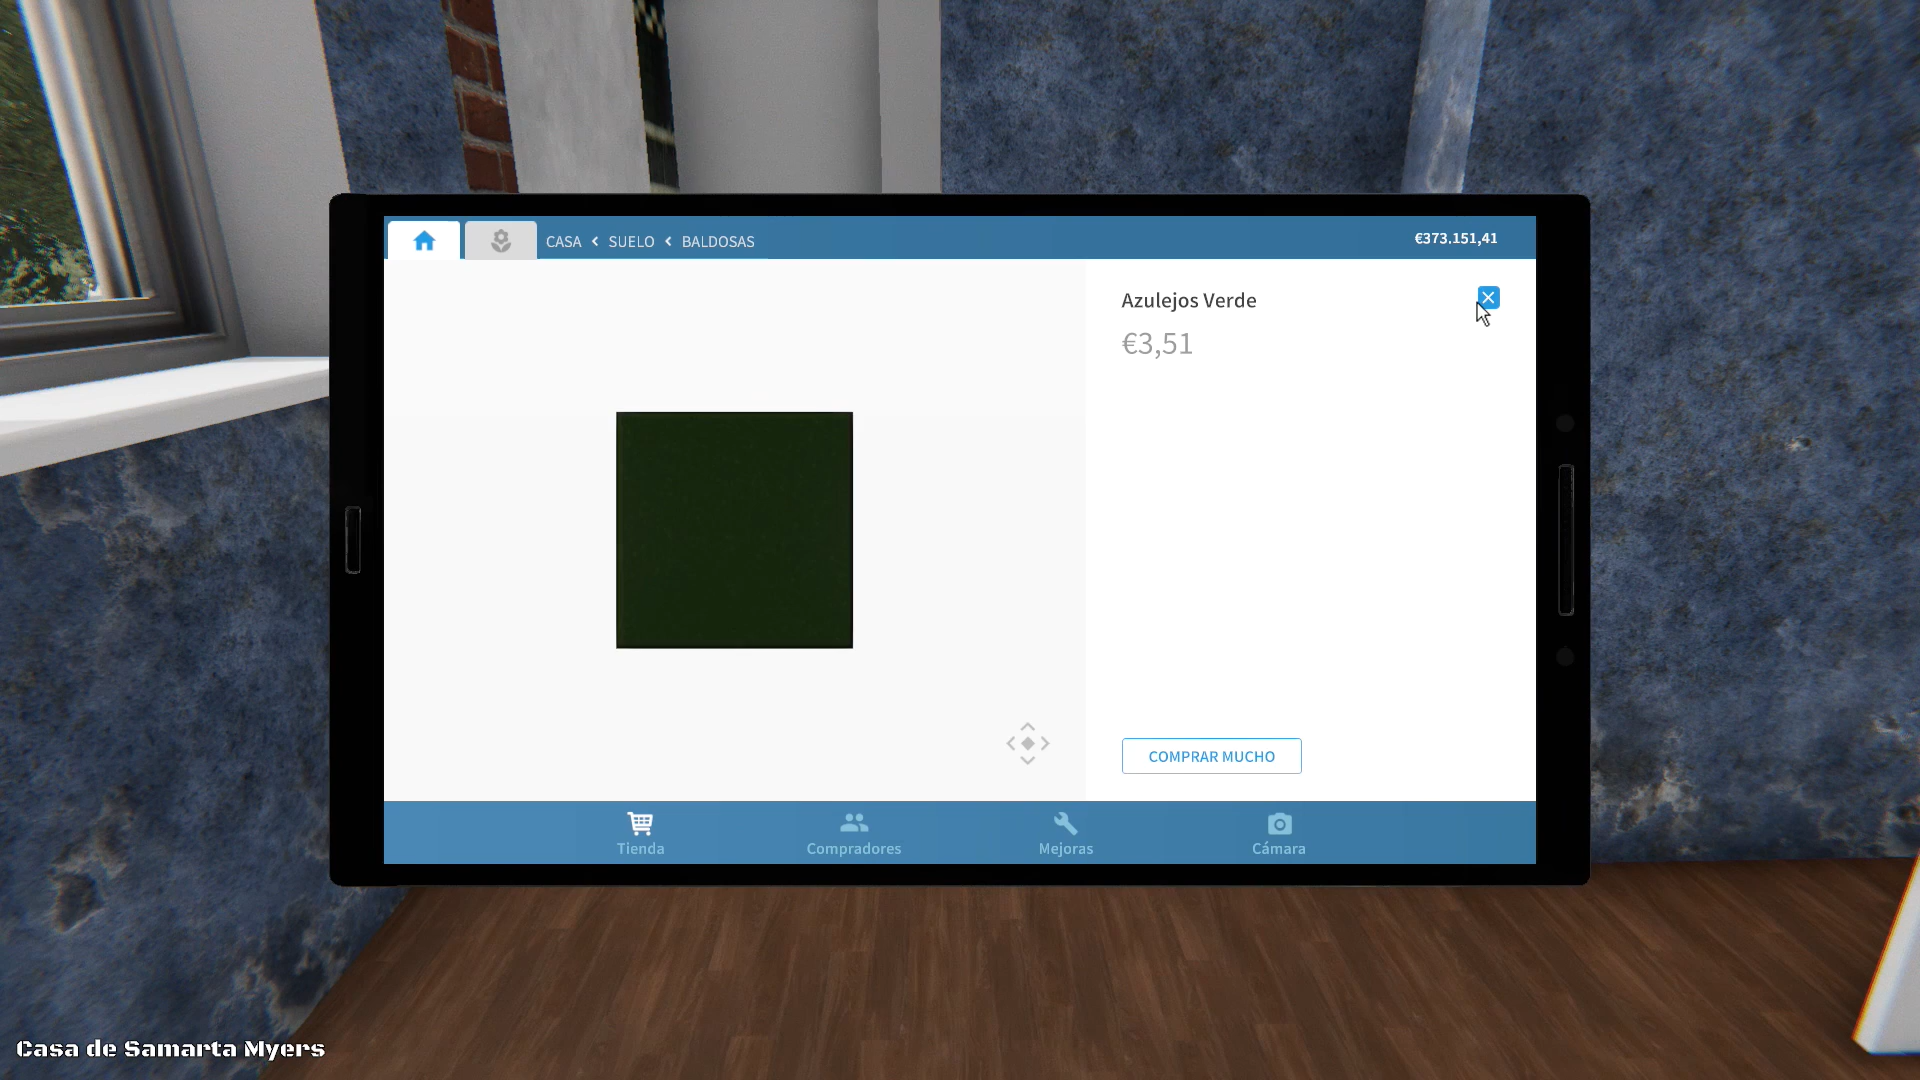 CASA < SUELO < BALDOSAS
€373.151,41
Azulejos Verde
€3,51
COMPRAR MUCHO
Tienda
Compradores
Mejoras
Cámara
Casa de Samarta Myers